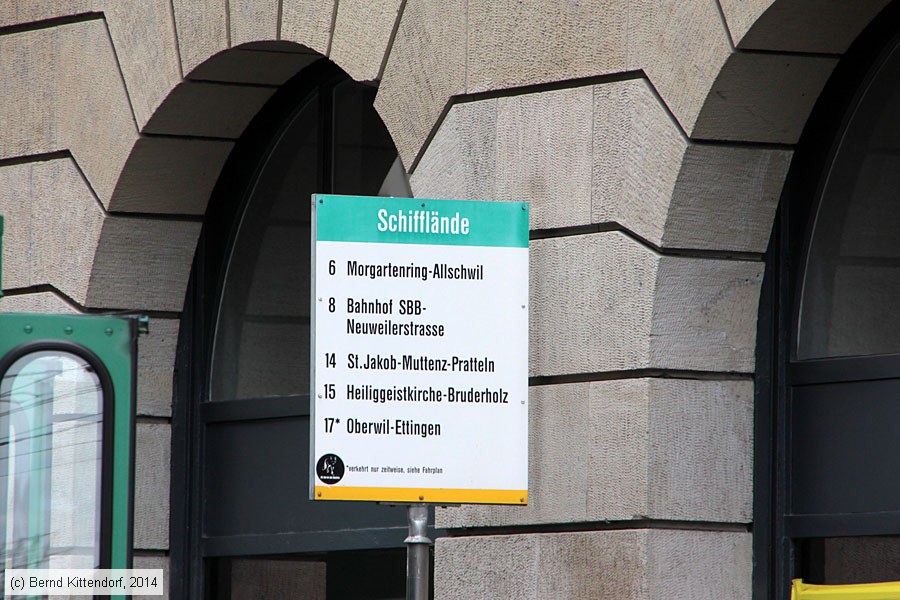 Schifflände
6 Morgartenring-Allschwil
8 Bahnhof SBB-
Neuweilerstrasse
14 St.Jakob-Muttenz-Pratteln
15 Heiliggeistkirche-Bruderholz
17* Oberwil-Ettingen
*verkehrt nur zeitweise, siehe Fahrplan
(c) Bernd Kittendorf, 2014